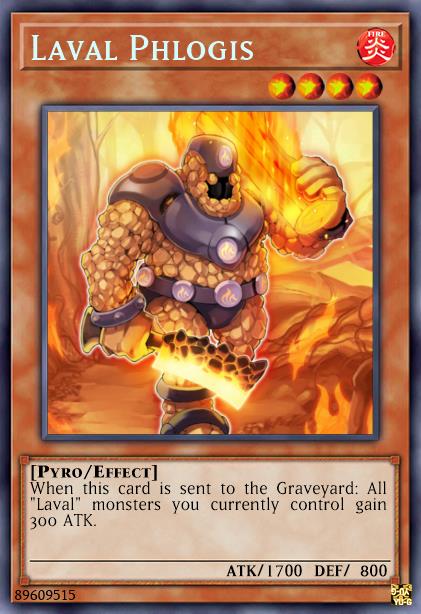 Laval Phlogis
FIRE
炎
[Pyro/Effect]
When this card is sent to the Graveyard: All
"Laval" monsters you currently control gain
300 ATK.
ATK/1700 DEF/ 800
89609515